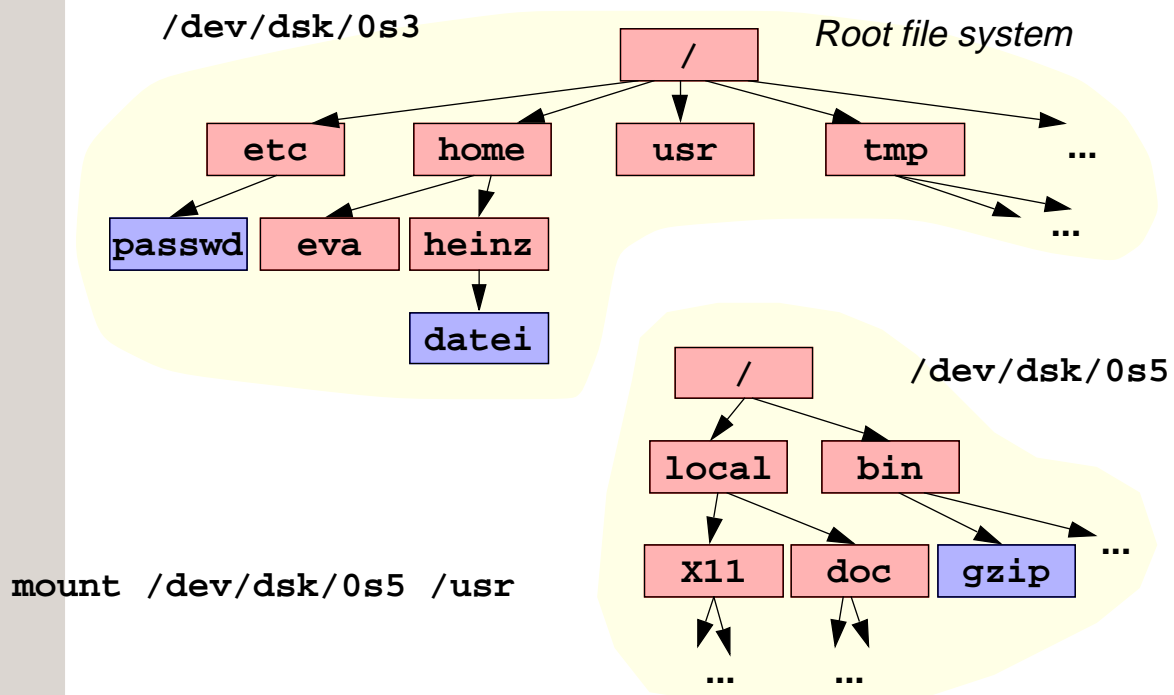 /dev/dsk/0s3 Root file system
/
etc home usr tmp ...
passwd eva heinz ...
datei
/ /dev/dsk/0s5
local bin
X11 doc gzip ...
mount /dev/dsk/0s5 /usr
... ...